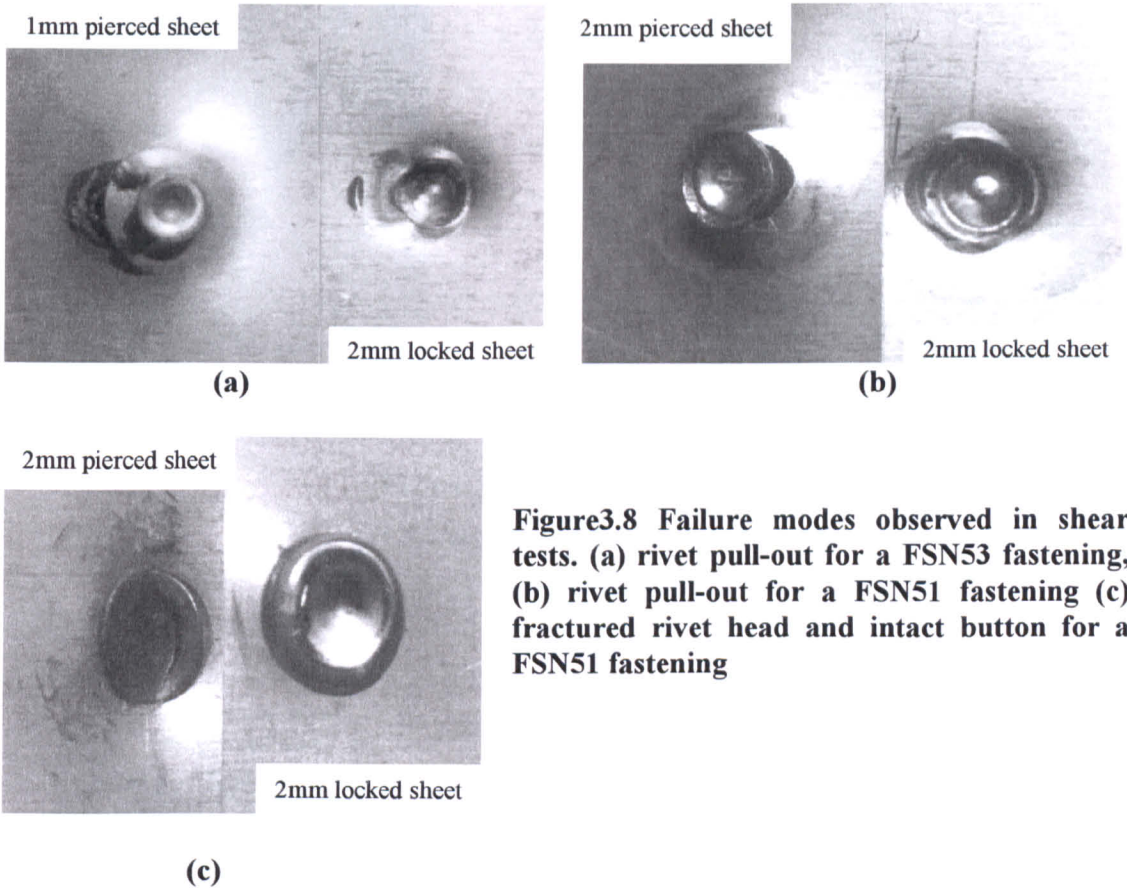 1mm pierced sheet
2mm locked sheet
(a)
2mm pierced sheet
2mm locked sheet
(b)
2mm pierced sheet
2mm locked sheet
(c)
Figure3.8 Failure modes observed in shear
tests. (a) rivet pull-out for a FSN53 fastening,
(b) rivet pull-out for a FSN51 fastening (c)
fractured rivet head and intact button for a
FSN51 fastening